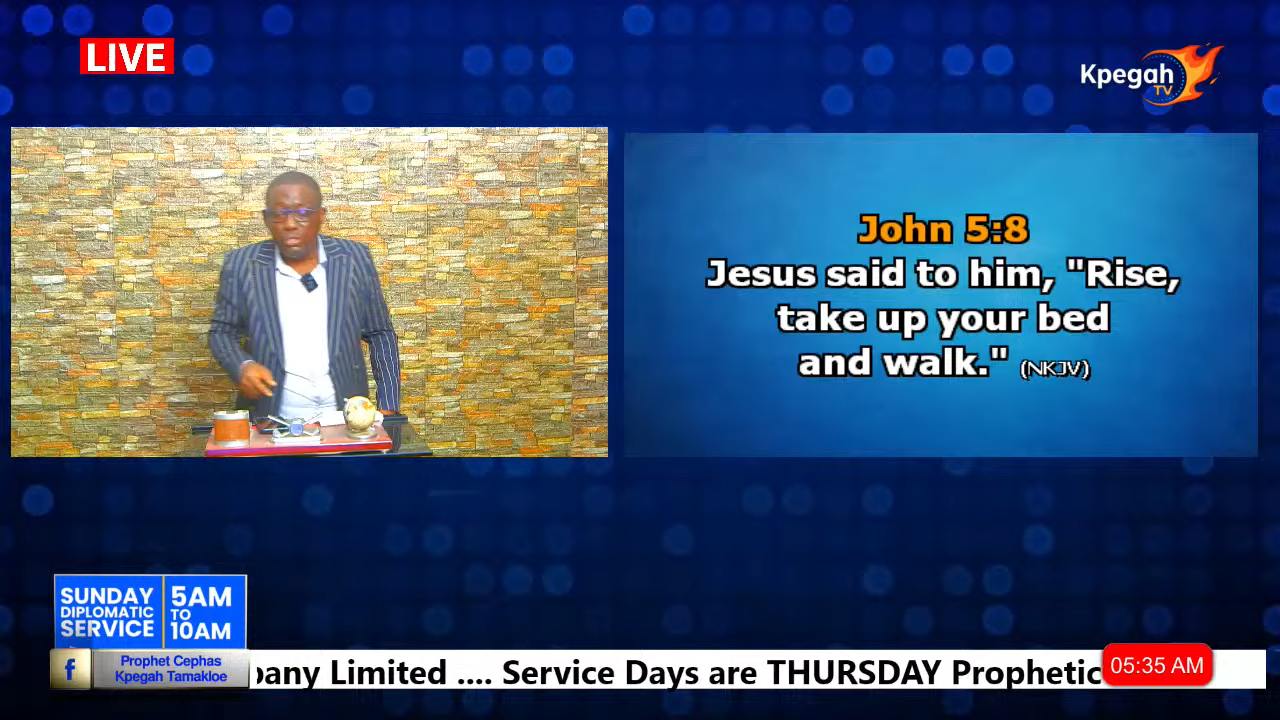 LIVE
Kpegah
TV
John 5:8
Jesus said to him, "Rise,
take up your bed
and walk." (NKJV)
SUNDAY
DIPLOMATIC
SERVICE
5AM
TO
10AM
f
Prophet Cephas
Kpegah Tamakloe
pany Limited .... Service Days are THURSDAY Prophetic
05:35 AM